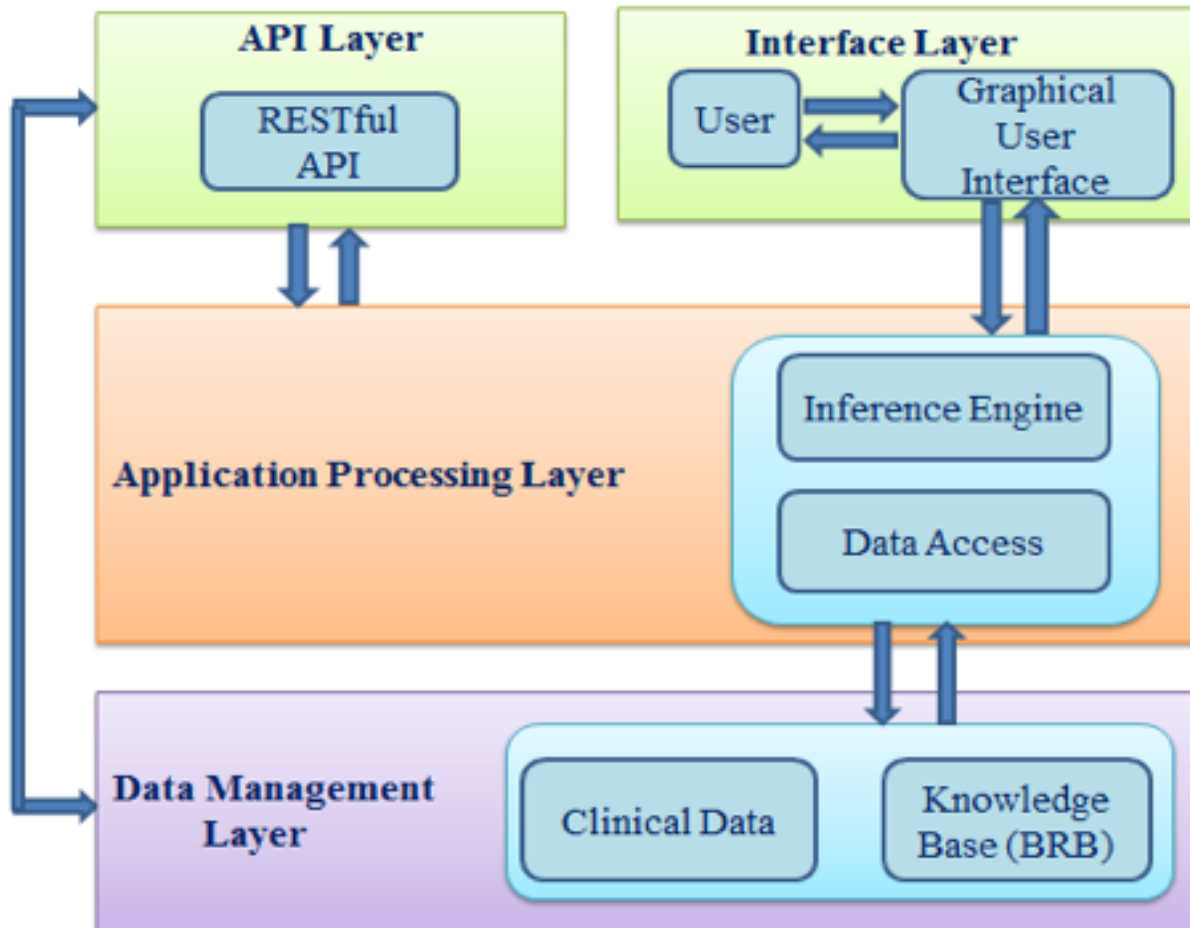 API Layer
RESTful
API
Interface Layer
User
Graphical
User
Interface
Application Processing Layer
Inference Engine
Data Access
Data Management
Layer
Clinical Data
Knowledge
Base (BRB)